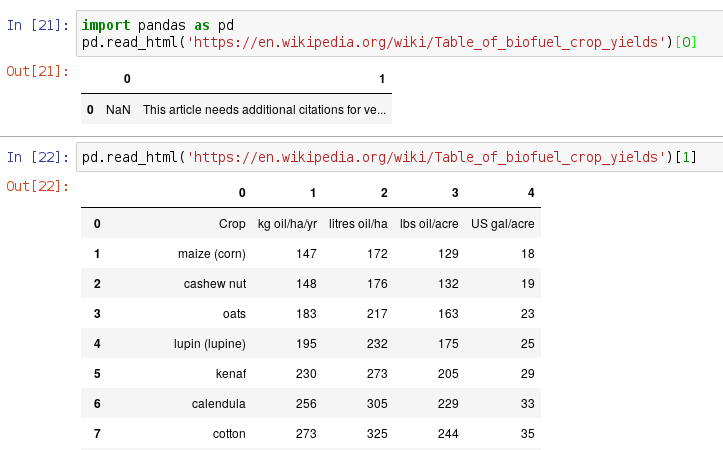 In [21]: import pandas as pd
pd.read_html('https://en.wikipedia.org/wiki/Table_of_biofuel_crop_yields')[0]
Out[21]:
0 1
0 NaN This article needs additional citations for ve...
In [22]: pd.read_html('https://en.wikipedia.org/wiki/Table_of_biofuel_crop_yields')[1]
Out[22]:
0 1 2 3 4
0 Crop kg oil/ha/yr litres oil/ha lbs oil/acre US gal/acre
1 maize (corn) 147 172 129 18
2 cashew nut 148 176 132 19
3 oats 183 217 163 23
4 lupin (lupine) 195 232 175 25
5 kenaf 230 273 205 29
6 calendula 256 305 229 33
7 cotton 273 325 244 35